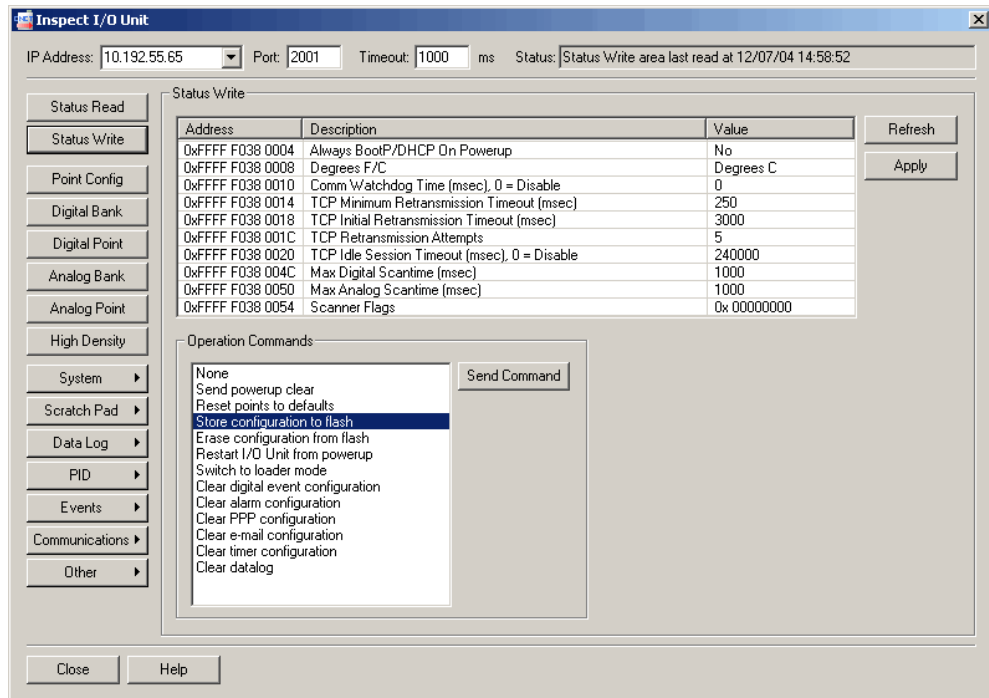 Inspect I/O Unit
IP Address: 10.192.55.65 Port: 2001 Timeout: 1000 ms Status: Status Write area last read at 12/07/04 14:58:52
Status Read
Status Write
Point Config
Digital Bank
Digital Point
Analog Bank
Analog Point
High Density
System
Scratch Pad
Data Log
PID
Events
Communications
Other
Status Write
Address Description Value
0xFFFF F038 0004 Always BootP/DHCP On Powerup No
0xFFFF F038 0008 Degrees F/C Degrees C
0xFFFF F038 0010 Comm Watchdog Time (msec), 0 = Disable 0
0xFFFF F038 0014 TCP Minimum Retransmission Timeout (msec) 250
0xFFFF F038 0018 TCP Initial Retransmission Timeout (msec) 3000
0xFFFF F038 001C TCP Retransmission Attempts 5
0xFFFF F038 0020 TCP Idle Session Timeout (msec), 0 = Disable 240000
0xFFFF F038 004C Max Digital Scantime (msec) 1000
0xFFFF F038 0050 Max Analog Scantime (msec) 1000
0xFFFF F038 0054 Scanner Flags 0x 00000000
Refresh
Apply
Operation Commands
None
Send powerup clear
Reset points to defaults
Store configuration to flash
Erase configuration from flash
Restart I/O Unit from powerup
Switch to loader mode
Clear digital event configuration
Clear alarm configuration
Clear PPP configuration
Clear e-mail configuration
Clear timer configuration
Clear datalog
Send Command
Close Help